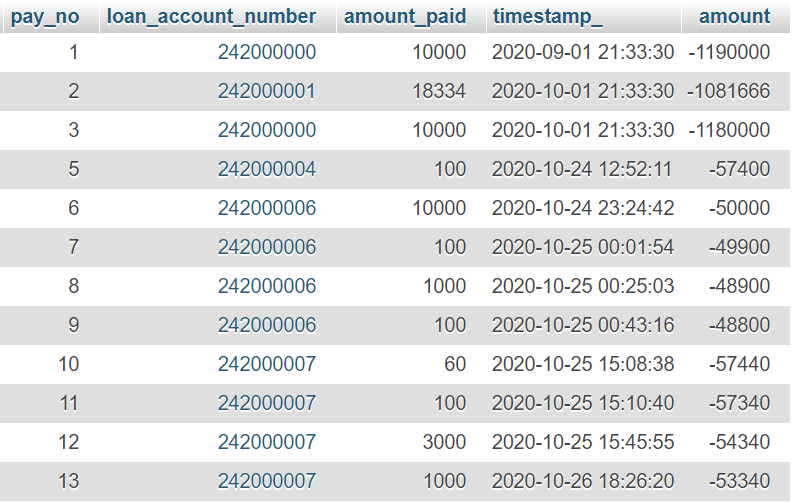 pay_no loan_account_number amount_paid timestamp_ amount
1 242000000 10000 2020-09-01 21:33:30 -1190000
2 242000001 18334 2020-10-01 21:33:30 -1081666
3 242000000 10000 2020-10-01 21:33:30 -1180000
5 242000004 100 2020-10-24 12:52:11 -57400
6 242000006 10000 2020-10-24 23:24:42 -50000
7 242000006 100 2020-10-25 00:01:54 -49900
8 242000006 1000 2020-10-25 00:25:03 -48900
9 242000006 100 2020-10-25 00:43:16 -48800
10 242000007 60 2020-10-25 15:08:38 -57440
11 242000007 100 2020-10-25 15:10:40 -57340
12 242000007 3000 2020-10-25 15:45:55 -54340
13 242000007 1000 2020-10-26 18:26:20 -53340